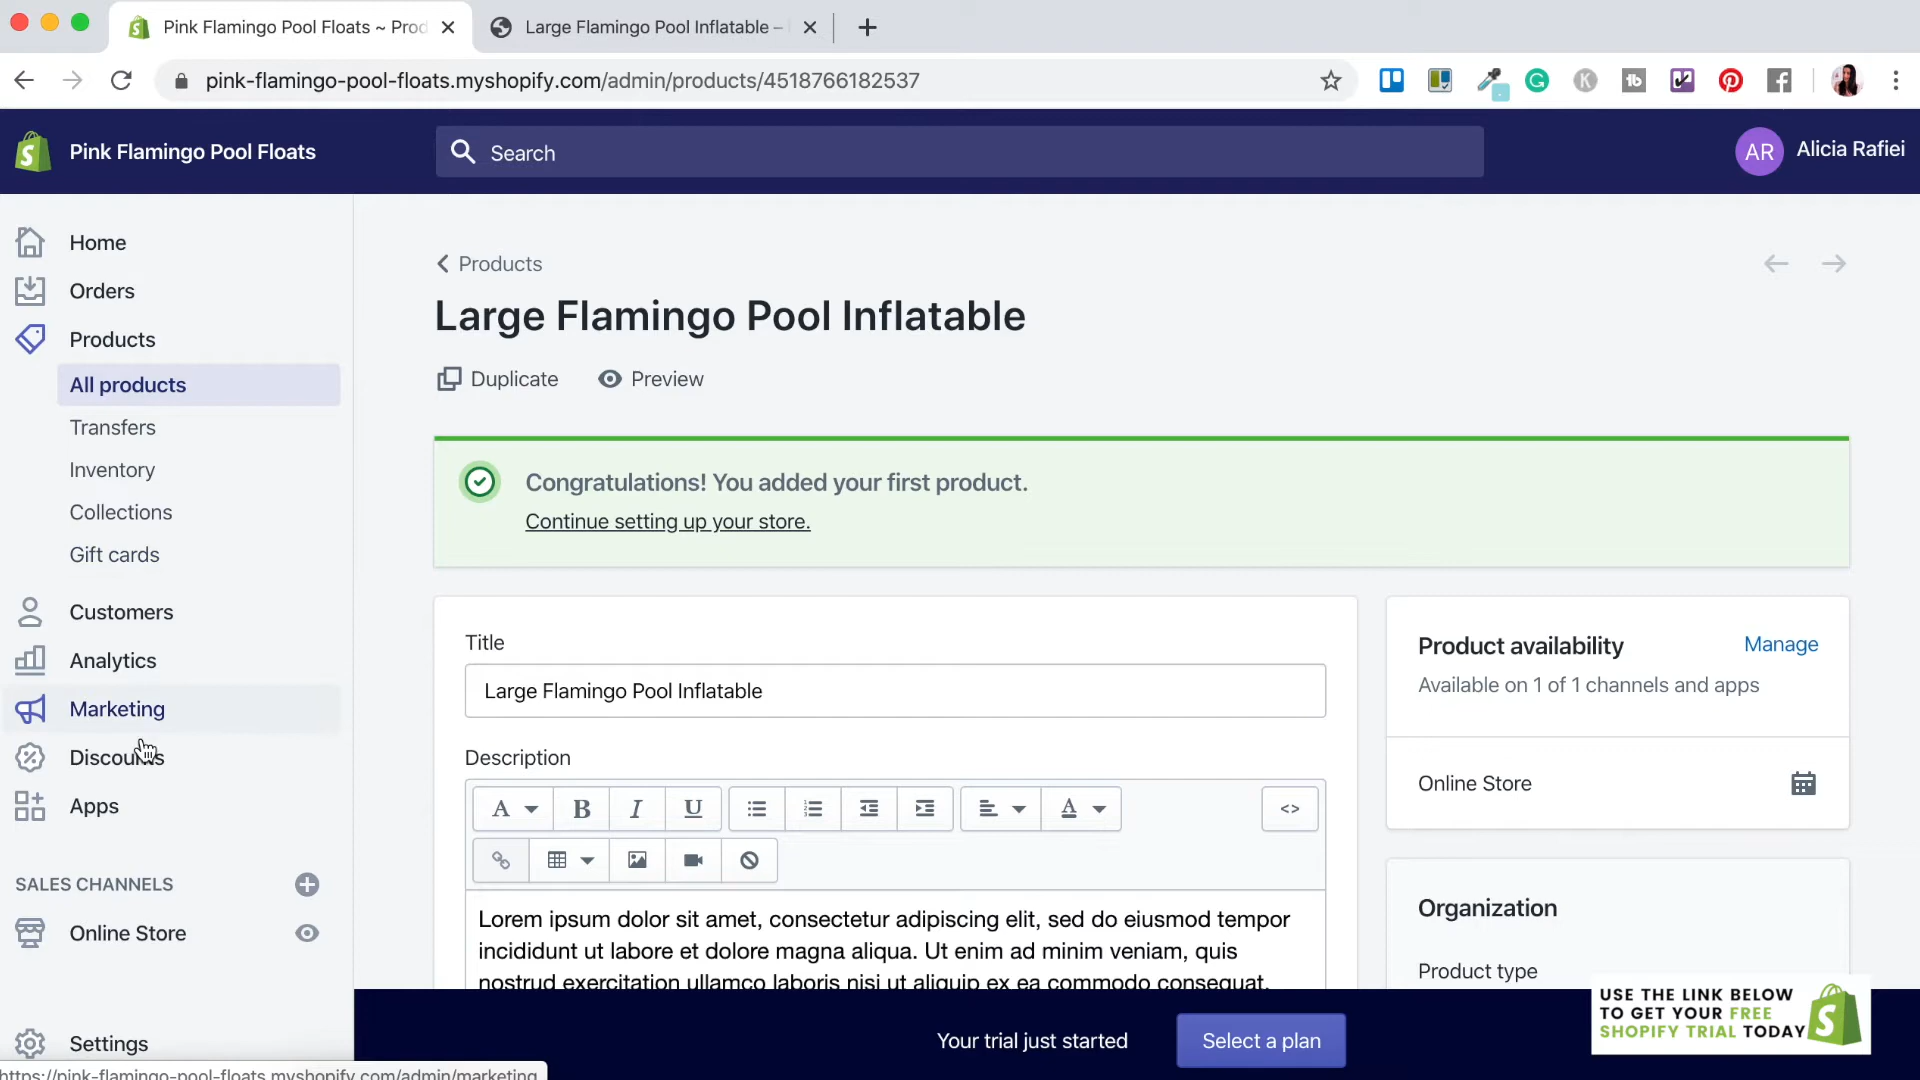 Pink Flamingo Pool Floats ~ Prod
Large Flamingo Pool Inflatable –
pink-flamingo-pool-floats.myshopify.com/admin/products/4518766182537
Pink Flamingo Pool Floats
Search
AR
Alicia Rafiei
Home
Orders
Products
All products
Transfers
Inventory
Collections
Gift cards
Customers
Analytics
Marketing
Discounts
Apps
SALES CHANNELS
Online Store
Settings
https://pink-flamingo-pool-floats.myshopify.com/admin/marketing
Products
Large Flamingo Pool Inflatable
Duplicate
Preview
Congratulations! You added your first product.
Continue setting up your store.
Title
Large Flamingo Pool Inflatable
Description
Lorem ipsum dolor sit amet, consectetur adipiscing elit, sed do eiusmod tempor
incididunt ut labore et dolore magna aliqua. Ut enim ad minim veniam, quis
nostrud exercitation ullamco laboris nisi ut aliquip ex ea commodo consequat.
Product availability
Manage
Available on 1 of 1 channels and apps
Online Store
Organization
Product type
Your trial just started
Select a plan
USE THE LINK BELOW
TO GET YOUR FREE
SHOPIFY TRIAL TODAY